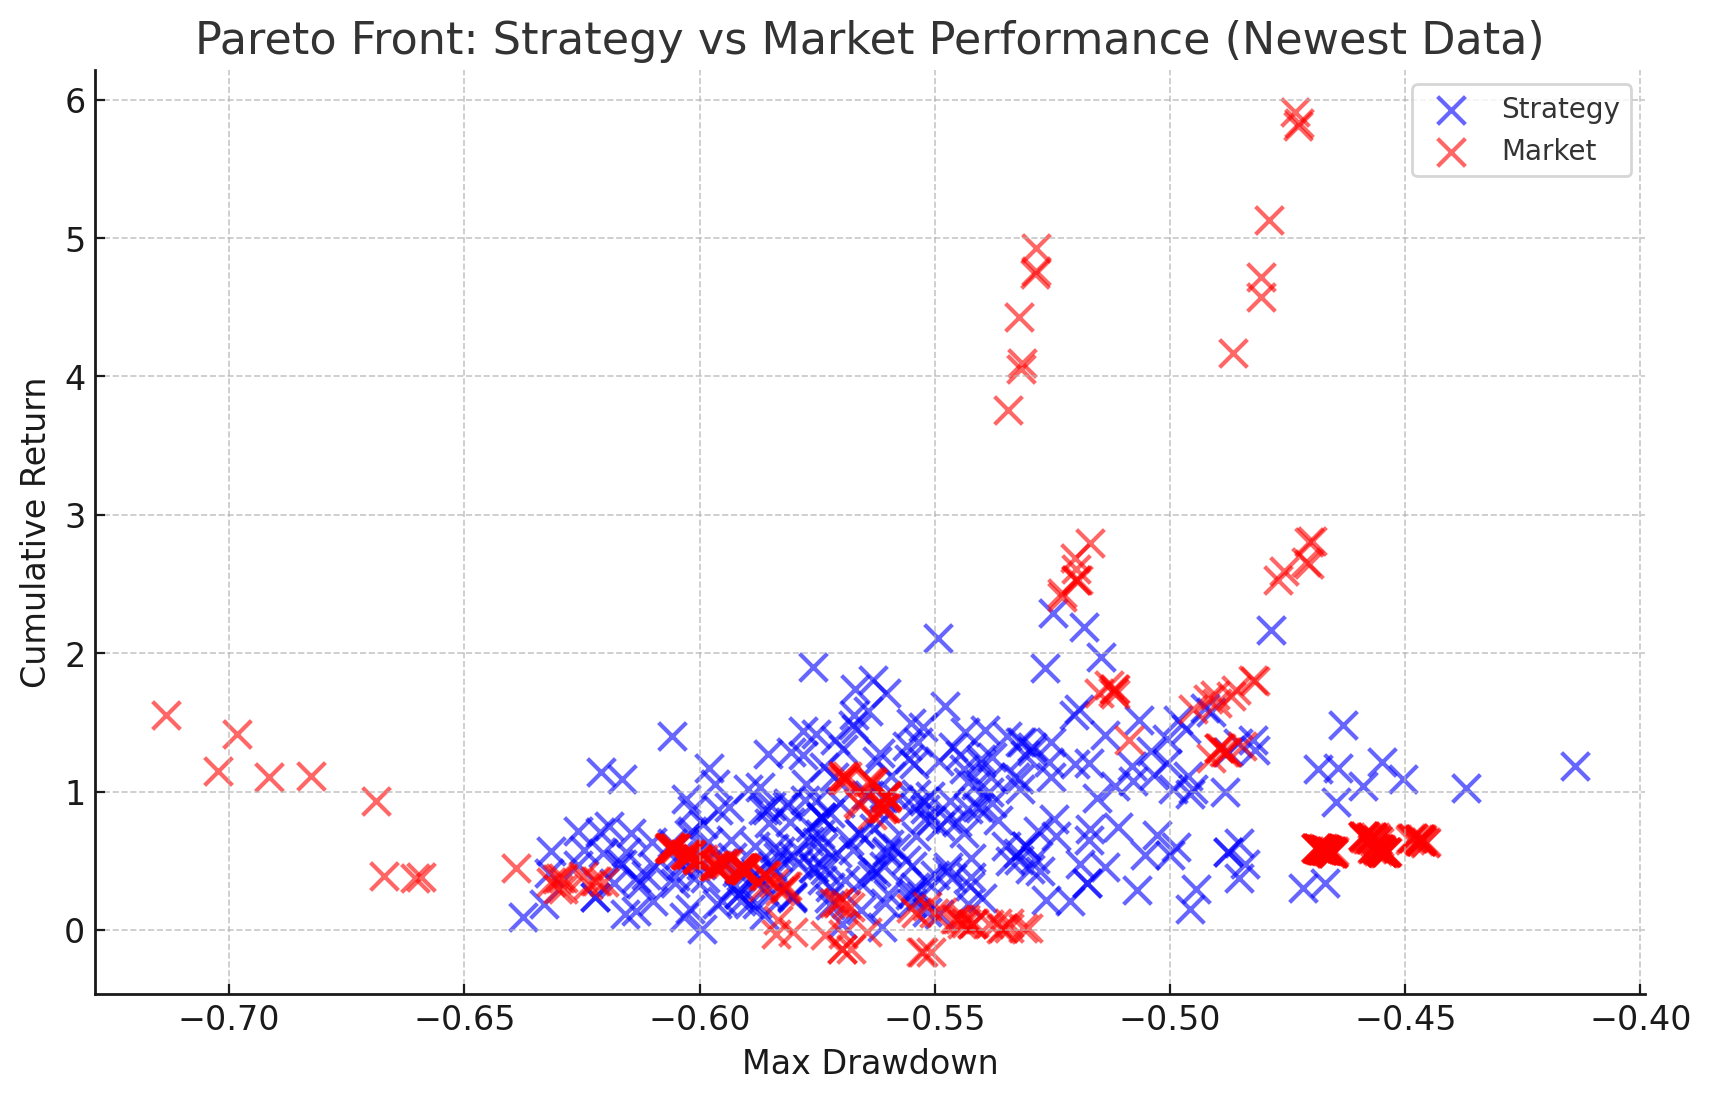 Pareto Front: Strategy vs Market Performance (Newest Data)
Strategy
Market
Cumulative Return
6
5
4
3
2
1
0
−0.70
−0.65
−0.60
−0.55
−0.50
−0.45
−0.40
Max Drawdown